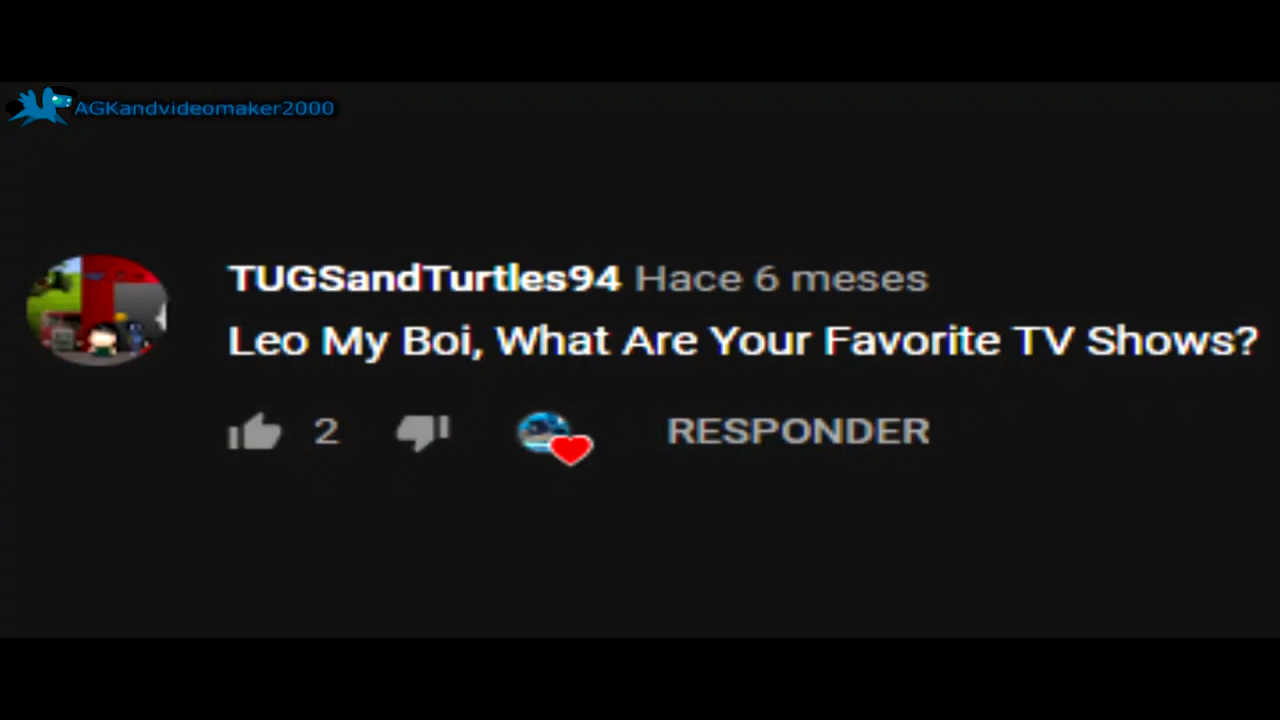 AGKandvideomaker2000
TUGSandTurtles94 Hace 6 meses
Leo My Boi, What Are Your Favorite TV Shows?
2 RESPONDER